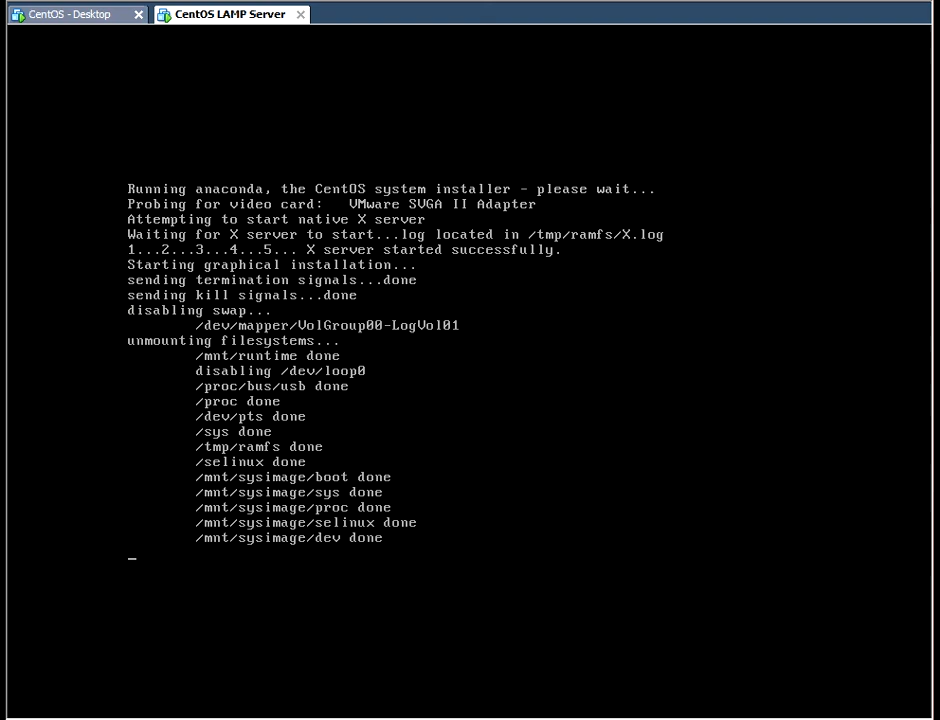 CentOS - Desktop
CentOS LAMP Server
Running anaconda, the CentOS system installer - please wait...
Probing for video card:   VMware SVGA II Adapter
Attempting to start native X server
Waiting for X server to start...log located in /tmp/ramfs/X.log
1...2...3...4...5... X server started successfully.
Starting graphical installation...
sending termination signals...done
sending kill signals...done
disabling swap...
/dev/mapper/VolGroup00-LogVol01
unmounting filesystems...
/mnt/runtime done
disabling /dev/loop0
/proc/bus/usb done
/proc done
/dev/pts done
/sys done
/tmp/ramfs done
/selinux done
/mnt/sysimage/boot done
/mnt/sysimage/sys done
/mnt/sysimage/proc done
/mnt/sysimage/selinux done
/mnt/sysimage/dev done
_